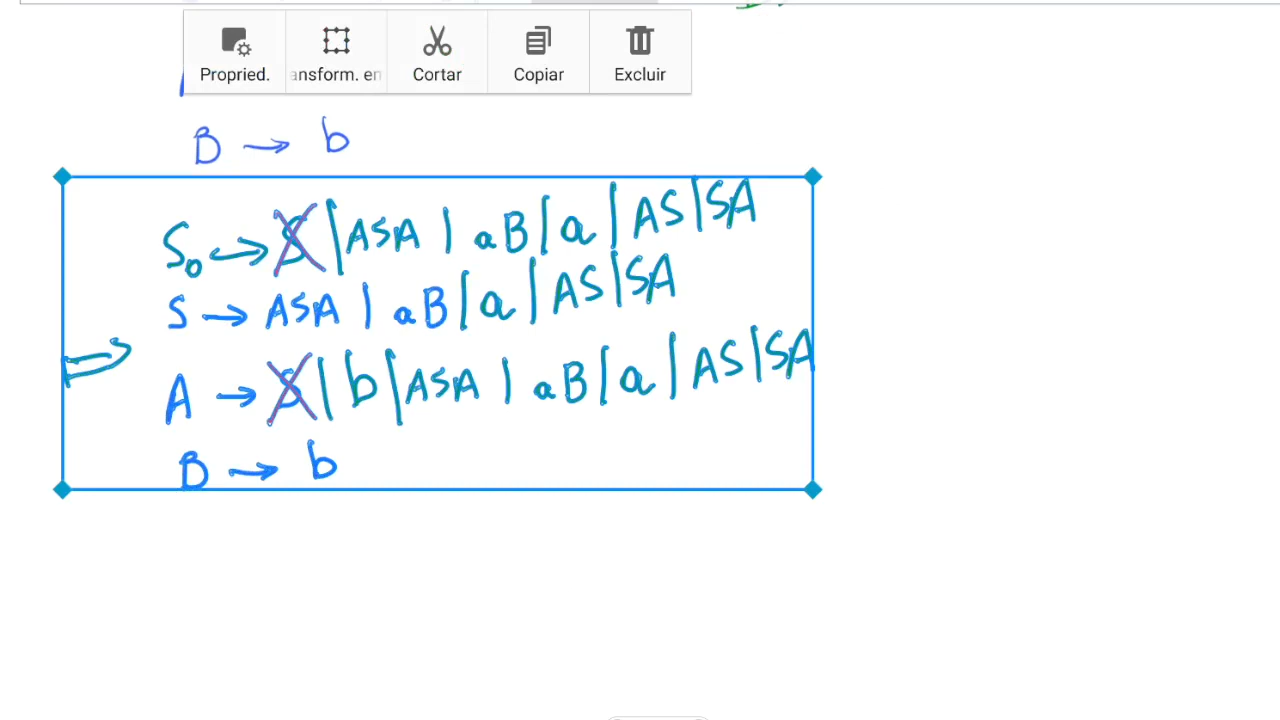 Propried. ansform. en Cortar Copiar Excluir
B → b
S₀ → S | ASA | aB | a | AS | SA
S → ASA | aB | a | AS | SA
⇒
A → S | b | ASA | aB | a | AS | SA
B → b